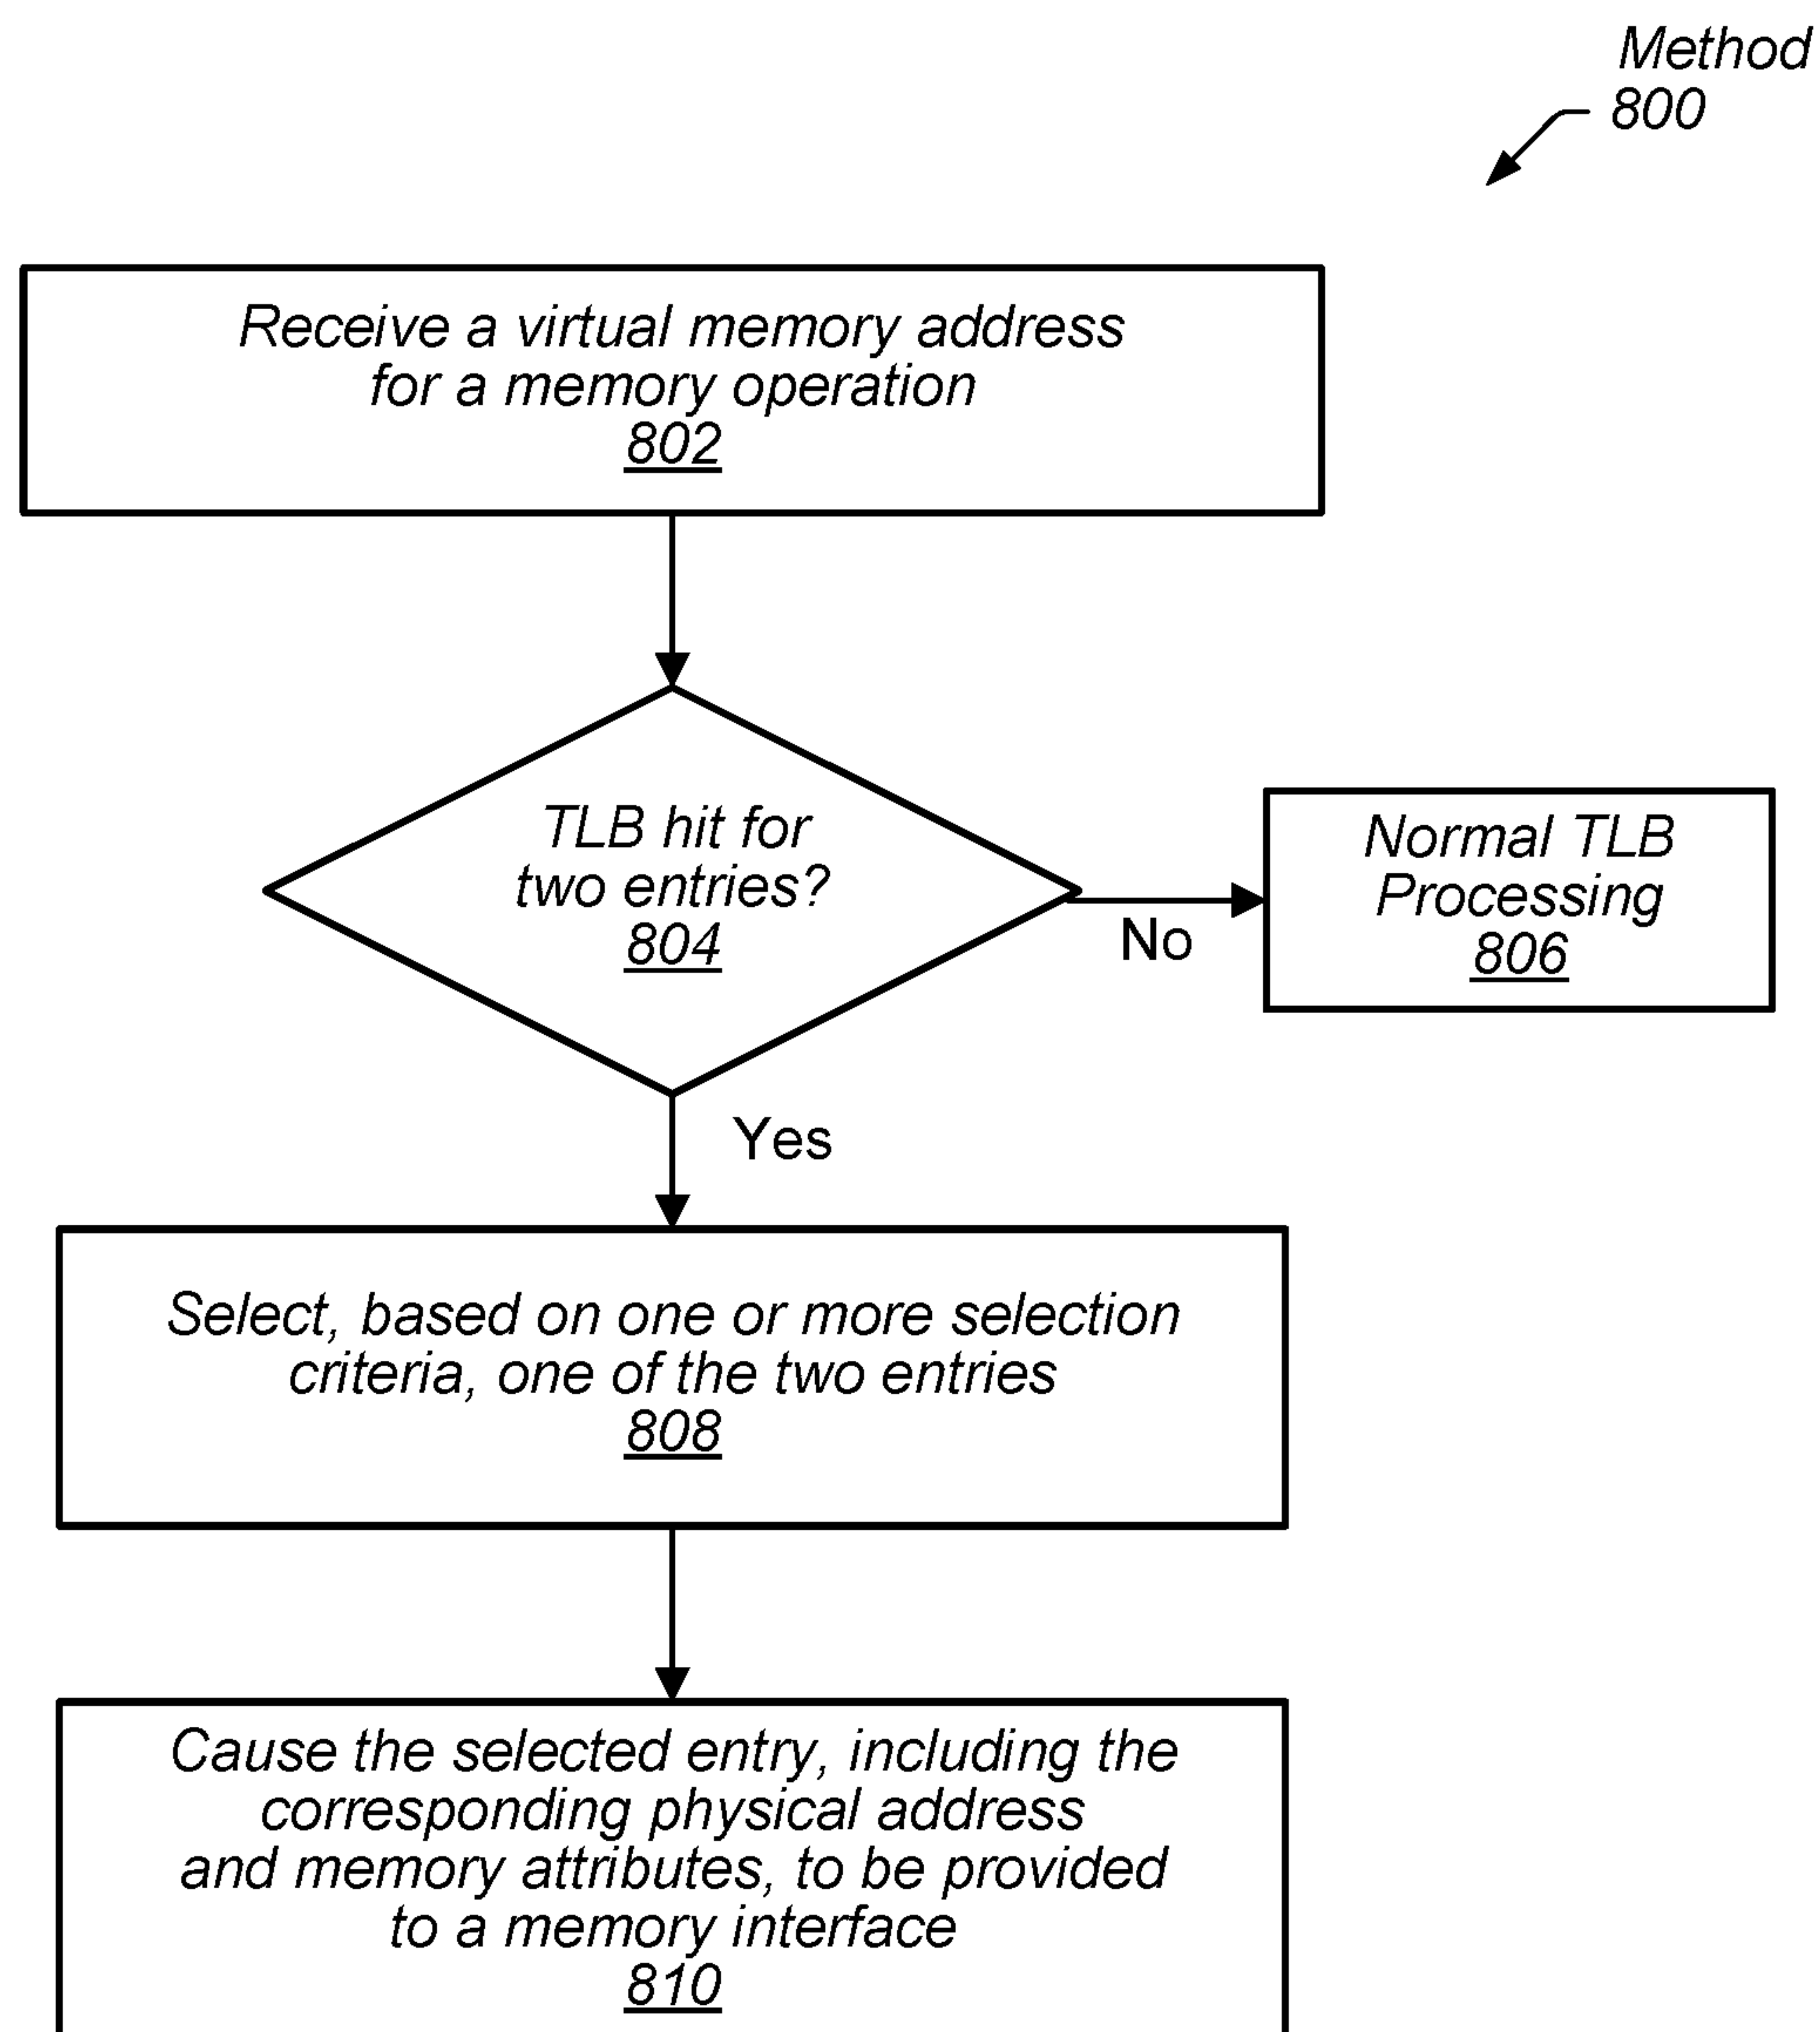 Method
800
Receive a virtual memory address
for a memory operation
802
TLB hit for
two entries?
804
No
Normal TLB
Processing
806
Yes
Select, based on one or more selection
criteria, one of the two entries
808
Cause the selected entry, including the
corresponding physical address
and memory attributes, to be provided
to a memory interface
810